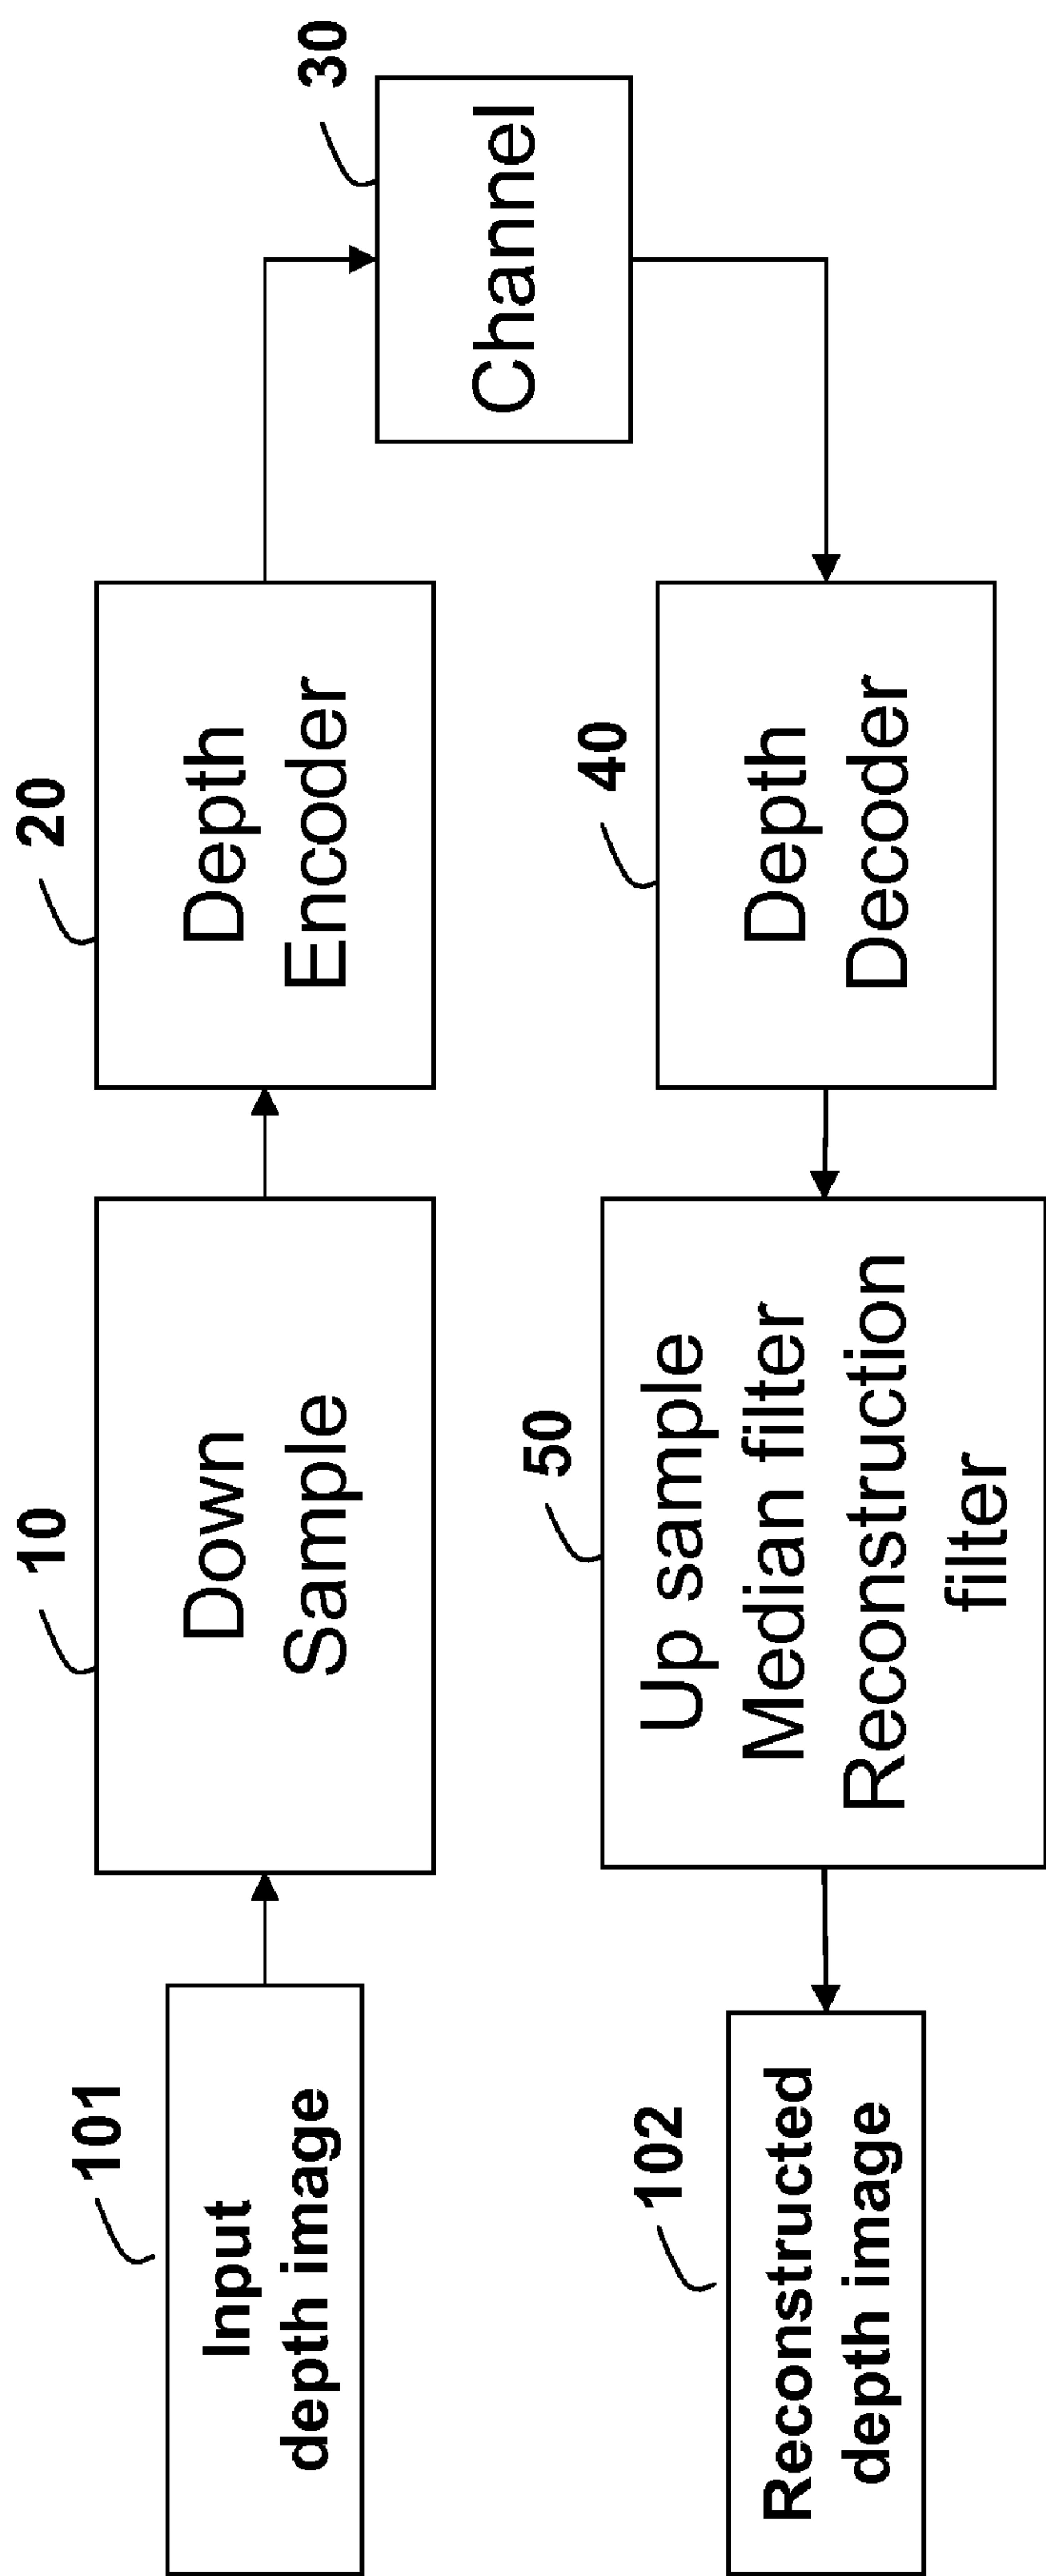 101
Input
depth image
10
Down
Sample
20
Depth
Encoder
30
Channel
40
Depth
Decoder
50
Up sample
Median filter
Reconstruction
filter
102
Reconstructed
depth image